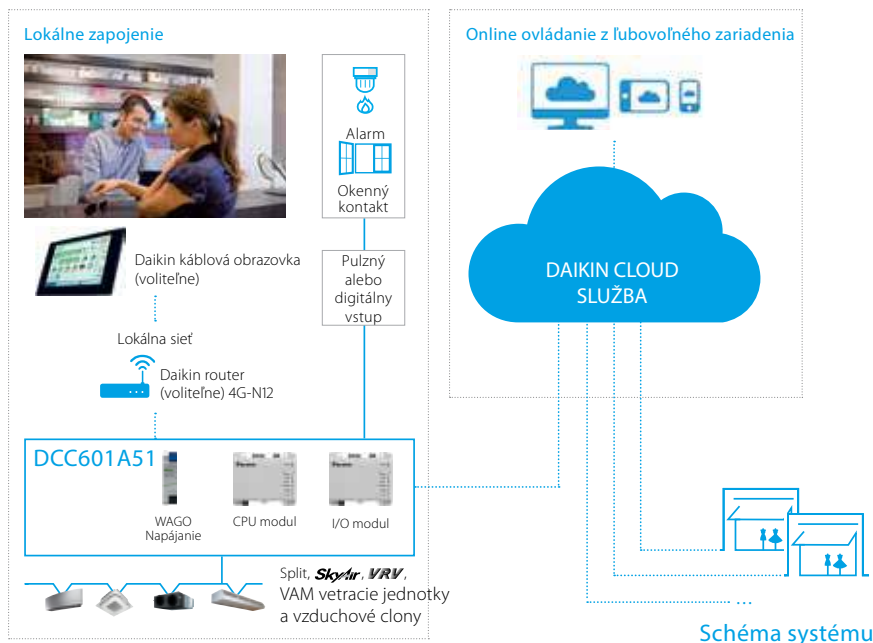 Lokálne zapojenie
Alarm
Okenný
kontakt
Daikin káblová obrazovka
(voliteľne)
Pulzný
alebo
digitálny
vstup
Lokálna sieť
Daikin router
(voliteľne) 4G-N12
DCC601A51
WAGO
Napájanie
CPU modul
I/O modul
Split, SkyAir, VRV,
VAM vetracie jednotky
a vzduchové clony
Online ovládanie z ľubovoľného zariadenia
DAIKIN CLOUD
SLUŽBA
...
Schéma systému